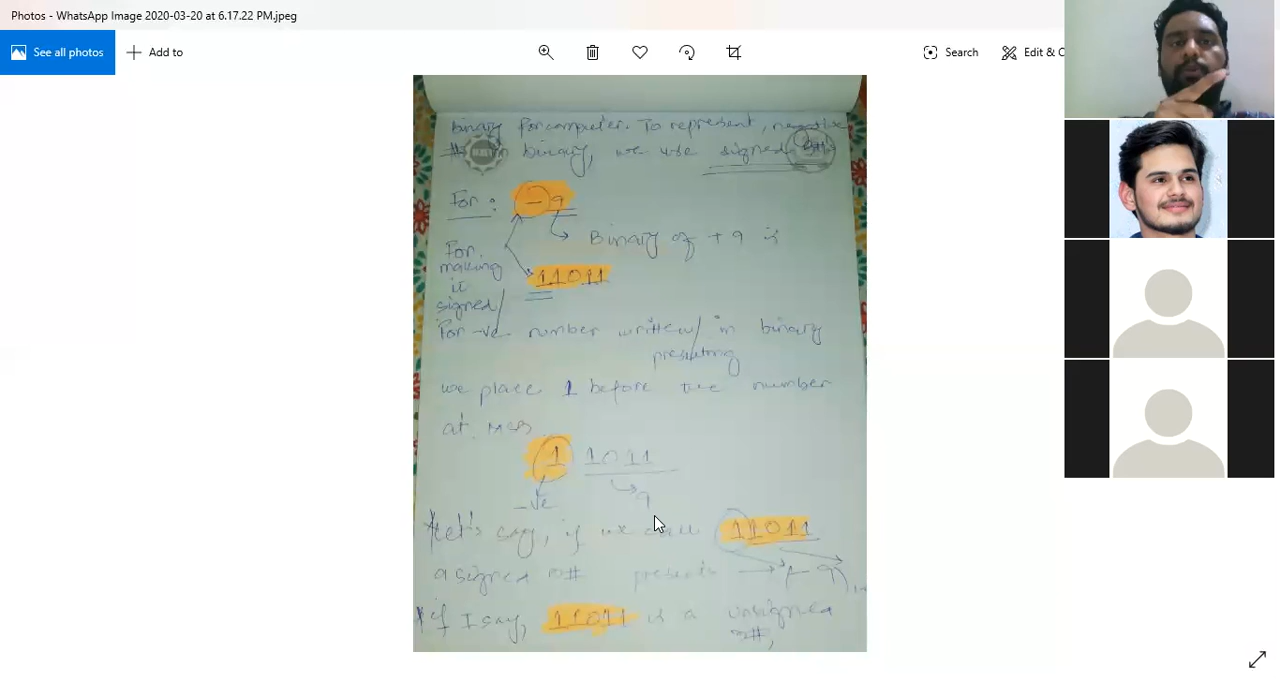 Photos - WhatsApp Image 2020-03-20 at 6.17.22 PM.jpeg
See all photos
Add to
Search
Edit & C
binary for computer. To represent, negative
# binary, we use signed
For : -9
Binary of +9 is
For
making
it
signed/
11011
For -ve number written/ in binary
presenting
we place 1 before the number
at MSB
1 1011
-ve
9
Let's say, if we call 11011
a signed presents -9
if I say, 11011 is a unsigned